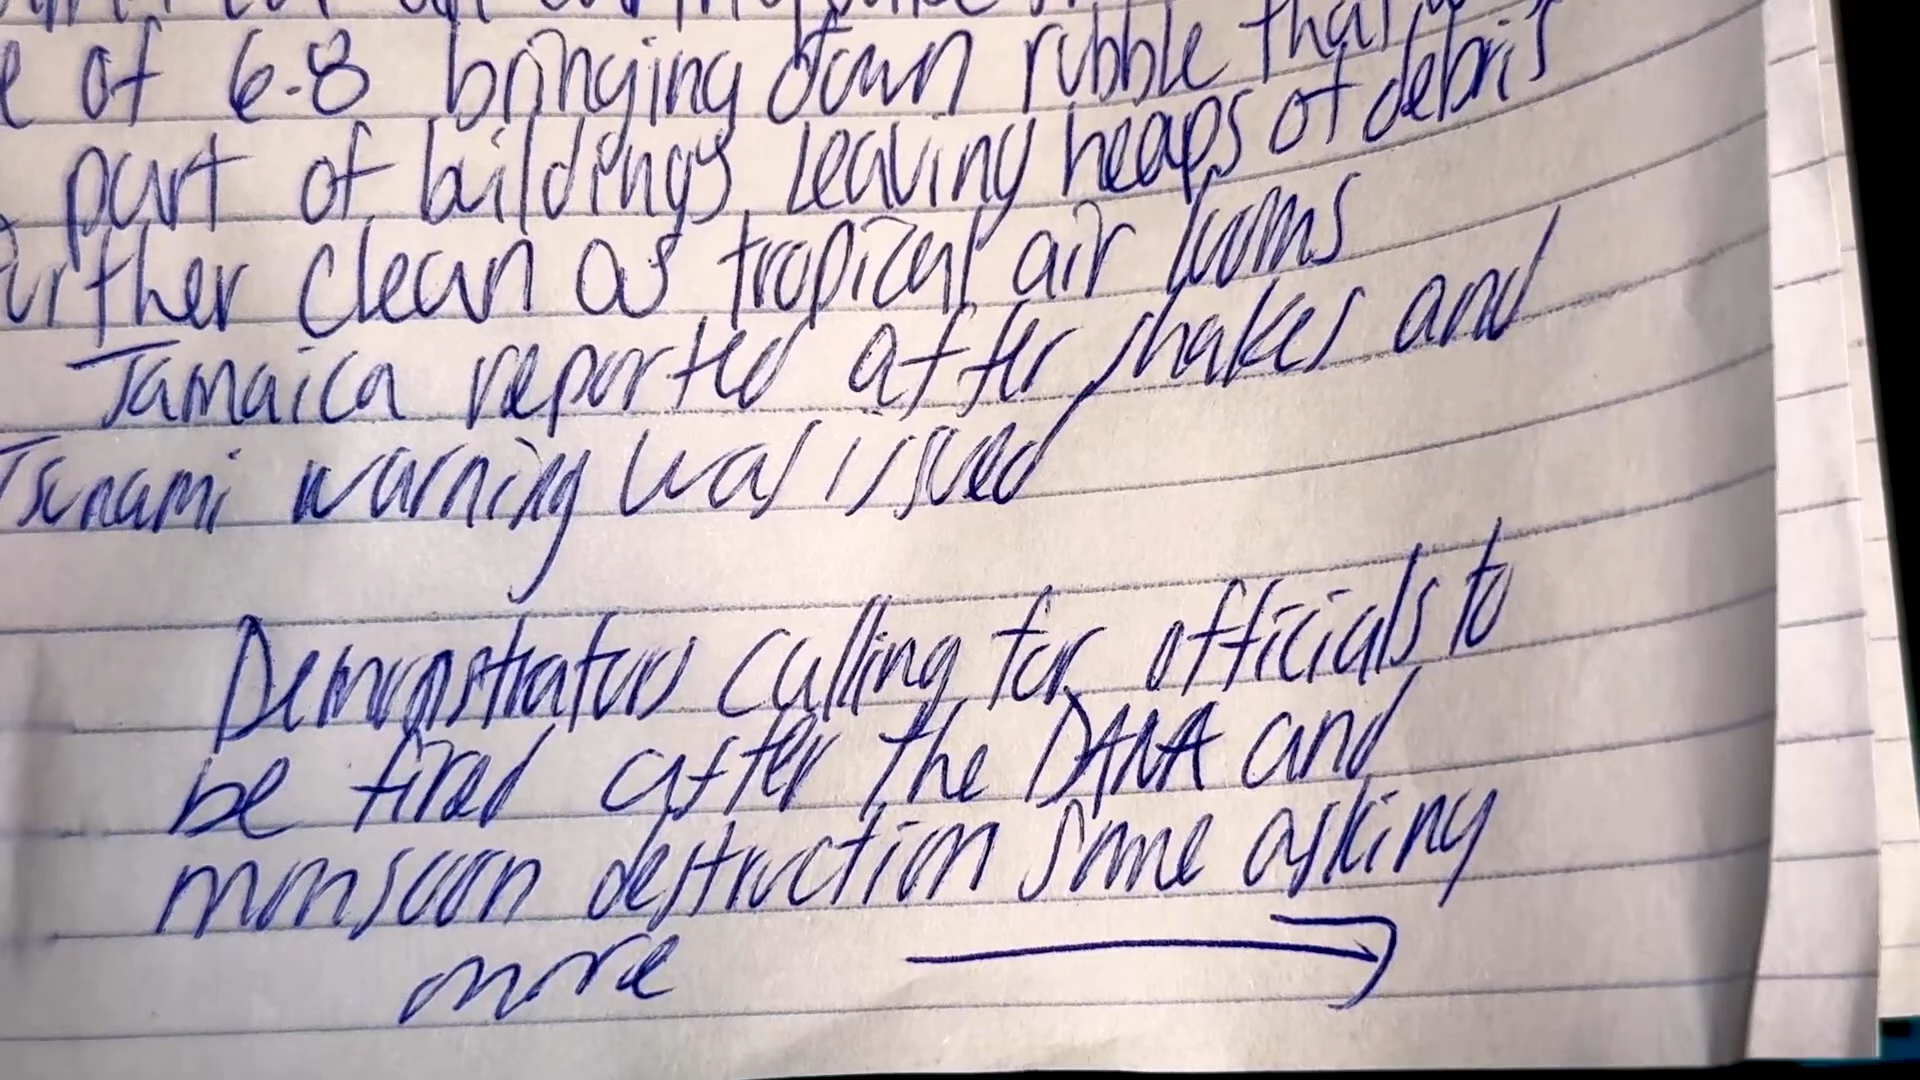 of 6.8 bringing down rubble that
part of buildings, leaving heaps of debris
further clean as tropical air looms
Jamaica reported after shakes and
Tsunami warning was issued
Demonstrators calling for officials to
be fired after the DANA and
monsoon destruction some asking
more →